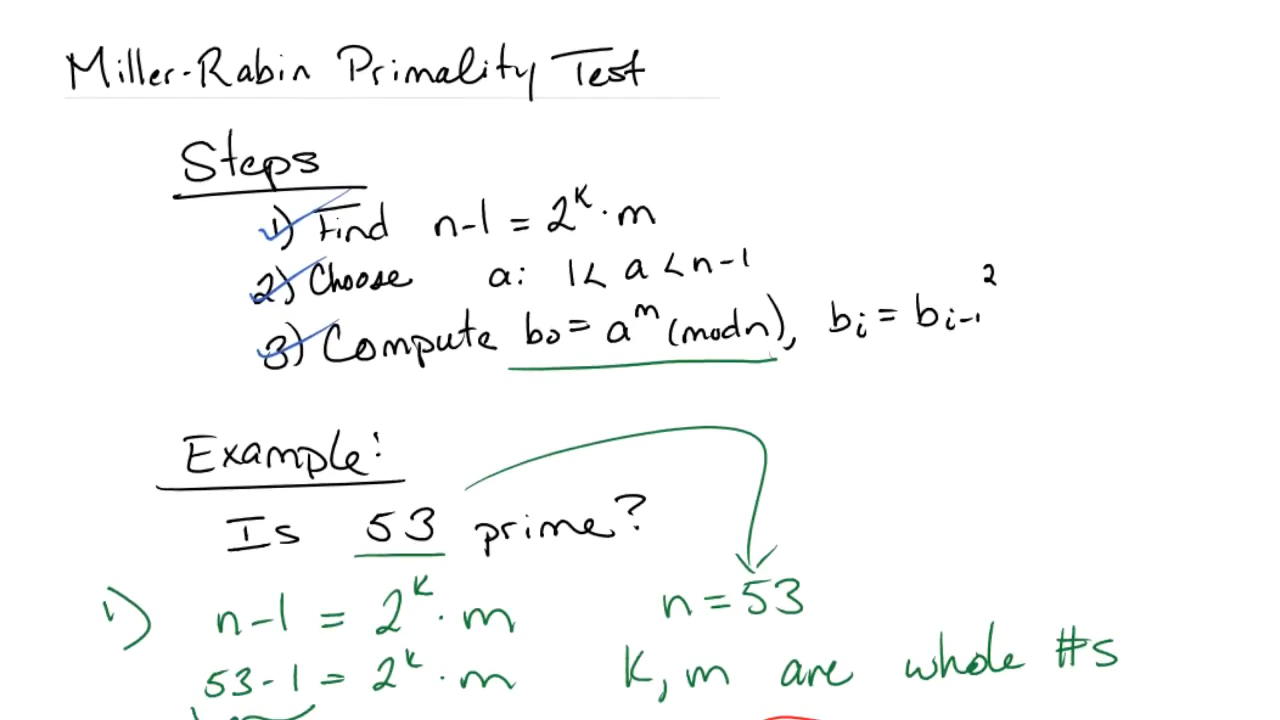 Miller-Rabin Primality Test
Steps
1) Find n-1 = 2^k · m
2) Choose a: 1 < a < n-1
3) Compute b₀ = a^m (mod n), bᵢ = bᵢ₋₁²
Example:
Is 53 prime?
1) n-1 = 2^k · m n = 53
53-1 = 2^k · m k, m are whole #s